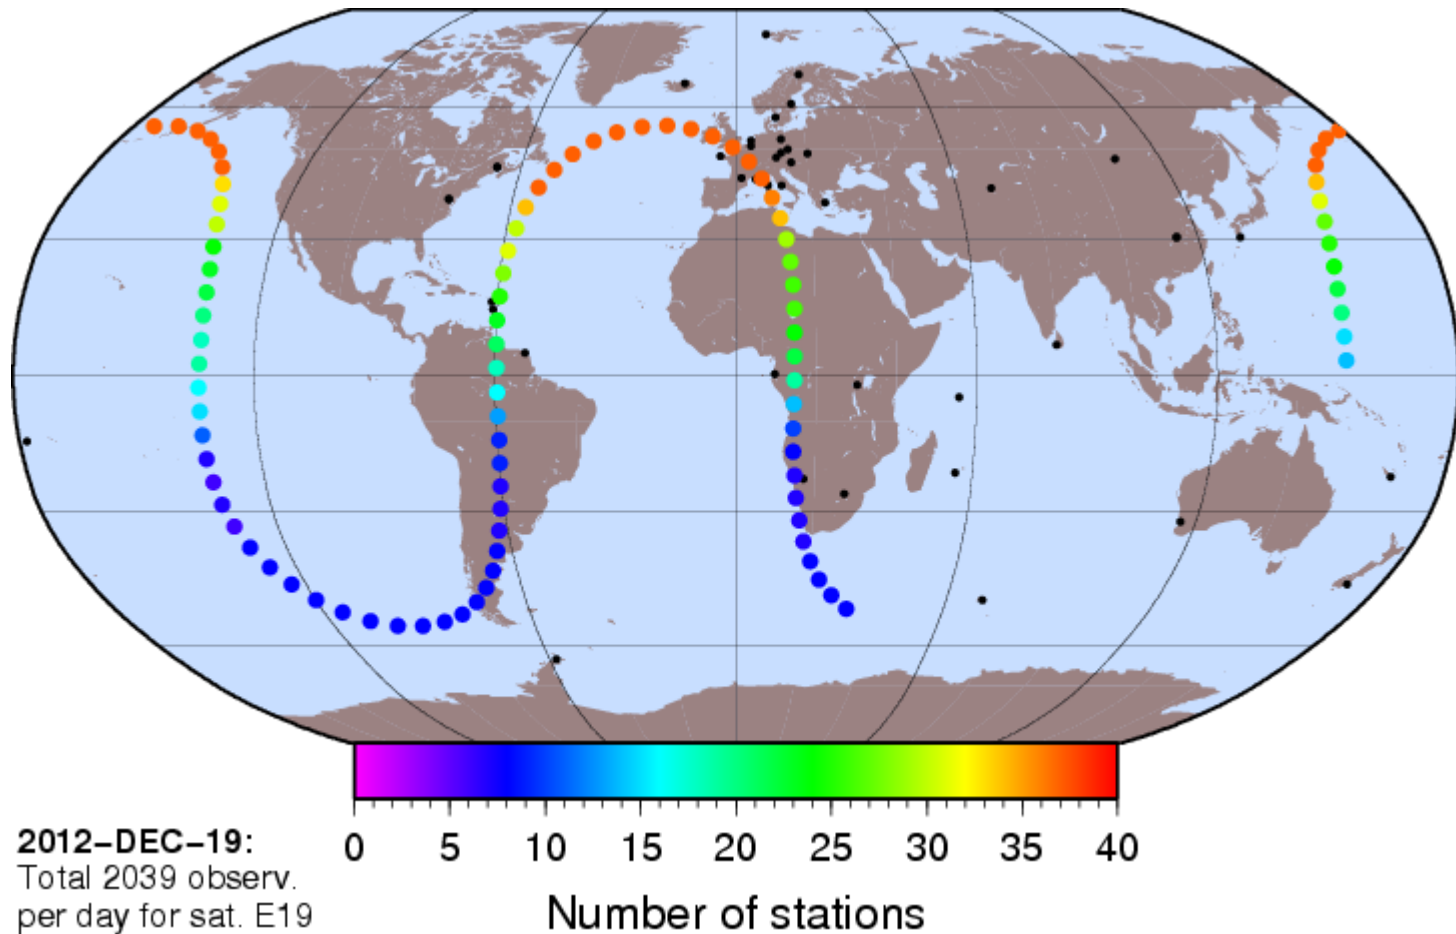 0 5 10 15 20 25 30 35 40
Number of stations
2012–DEC–19:
Total 2039 observ.
per day for sat. E19